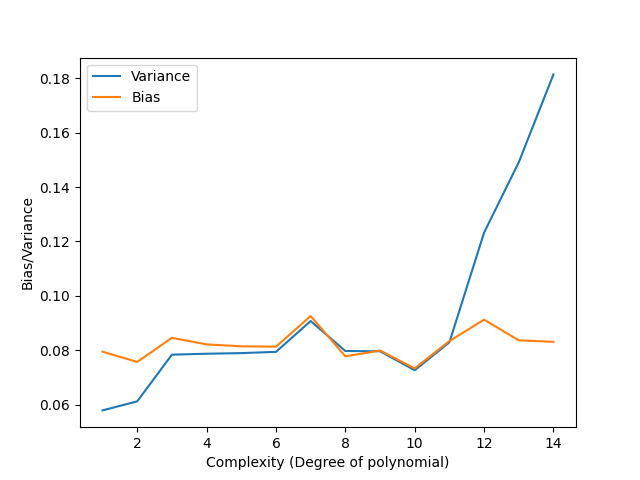 Variance
Bias
0.18
0.16
0.14
0.12
0.10
0.08
0.06
Bias/Variance
2 4 6 8 10 12 14
Complexity (Degree of polynomial)